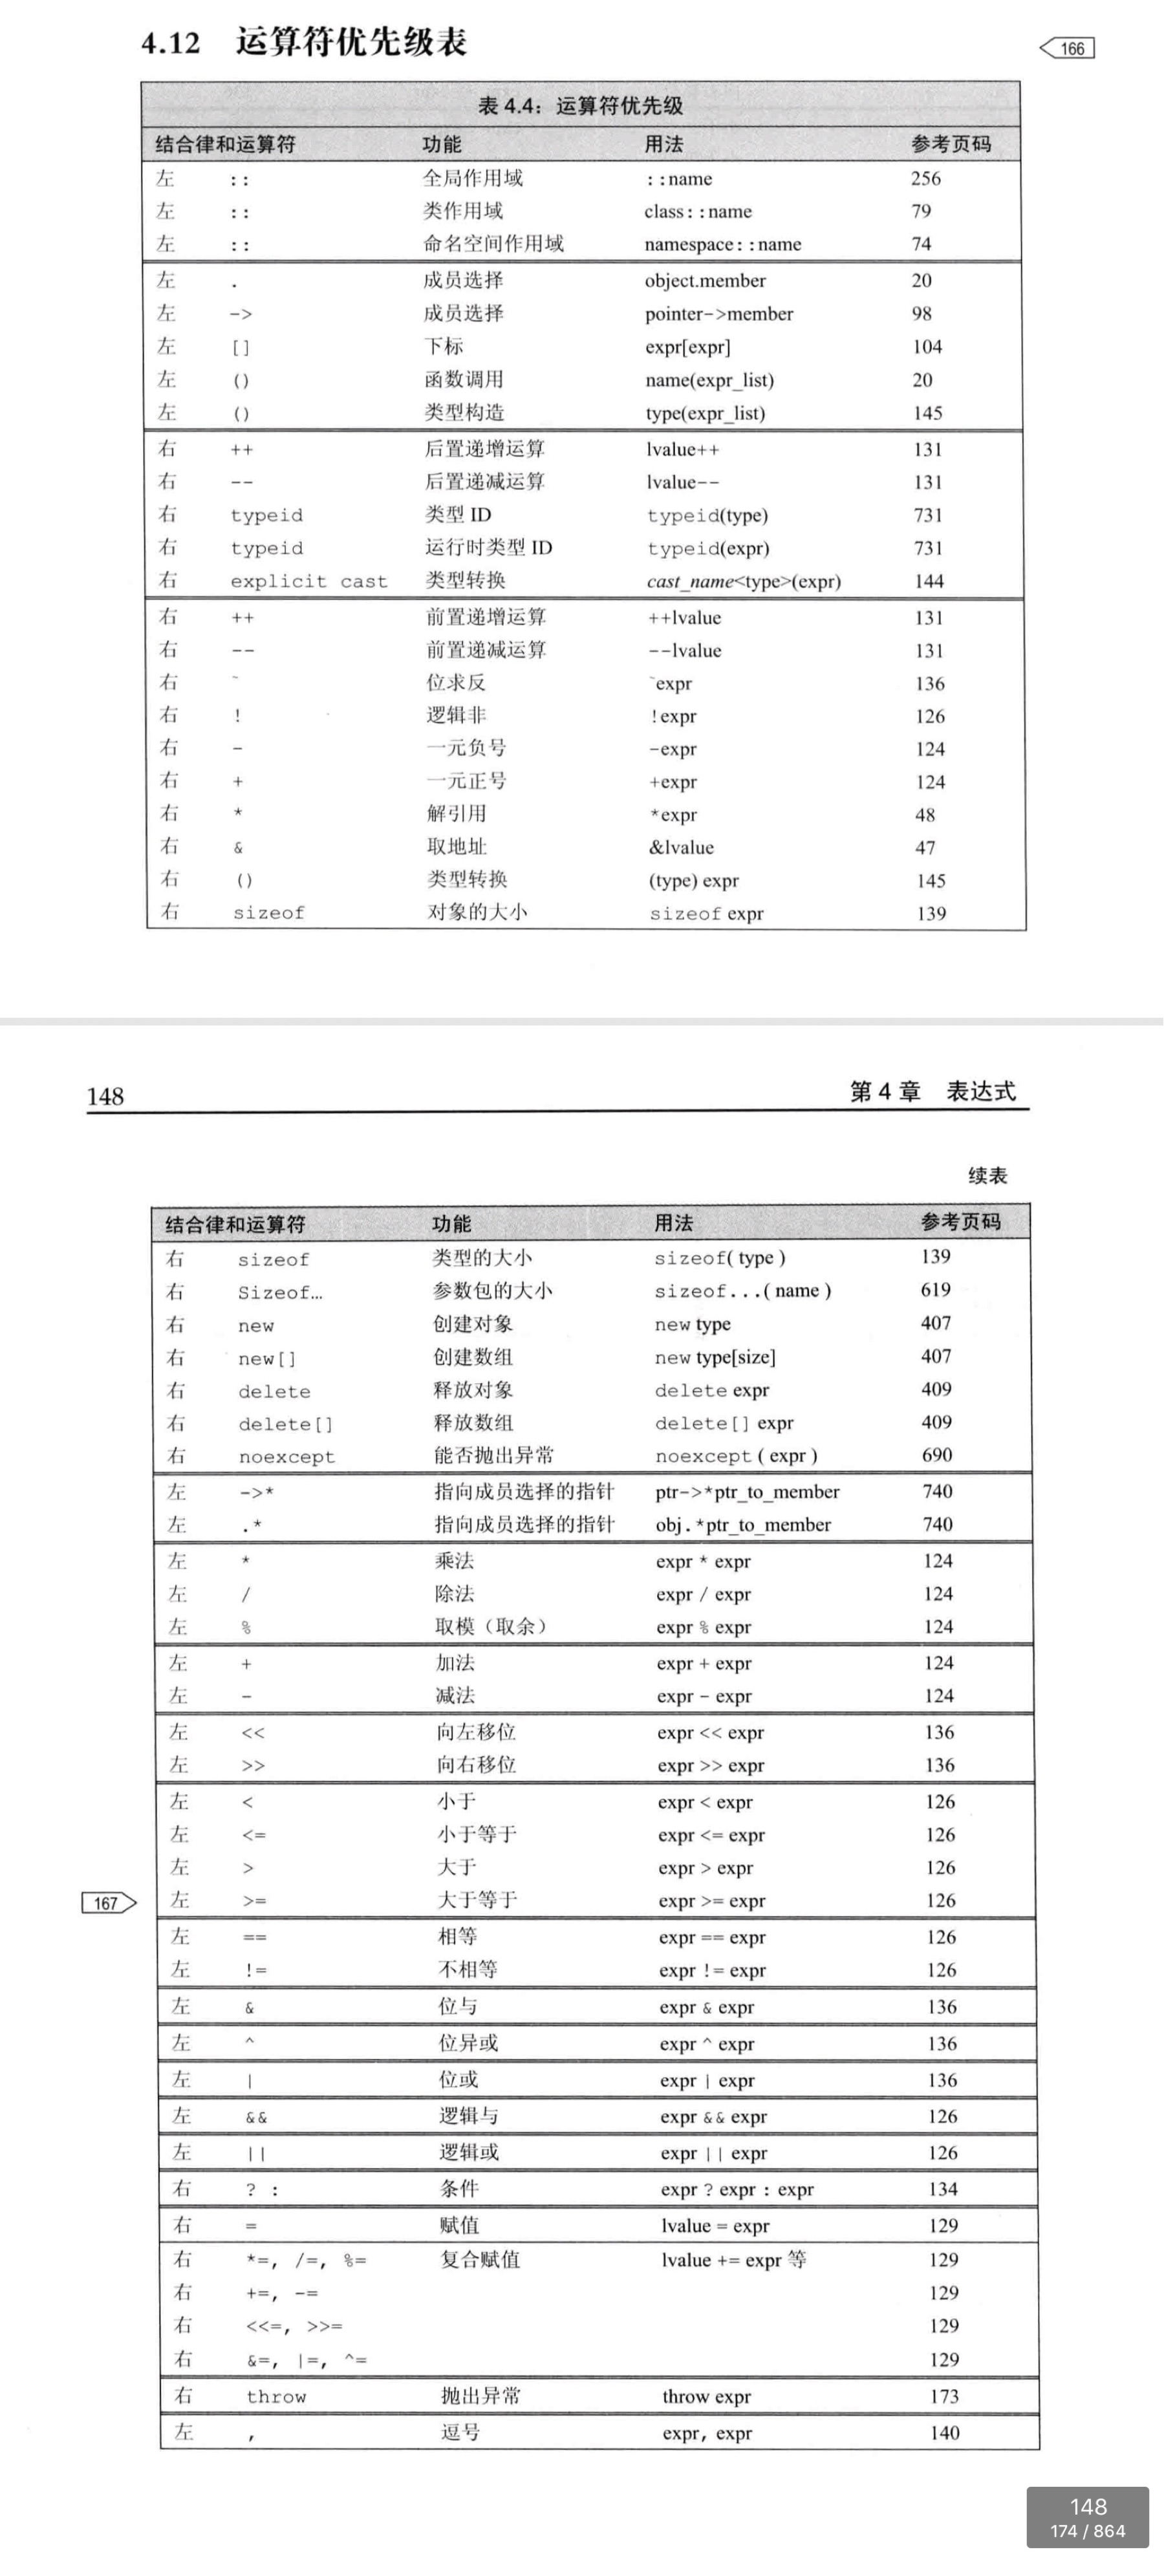 4.12 运算符优先级表
166
表 4.4：运算符优先级
结合律和运算符 功能 用法 参考页码
左 :: 全局作用域 ::name 256
左 :: 类作用域 class::name 79
左 :: 命名空间作用域 namespace::name 74
左 . 成员选择 object.member 20
左 -> 成员选择 pointer->member 98
左 [] 下标 expr[expr] 104
左 () 函数调用 name(expr_list) 20
左 () 类型构造 type(expr_list) 145
右 ++ 后置递增运算 lvalue++ 131
右 -- 后置递减运算 lvalue-- 131
右 typeid 类型 ID typeid(type) 731
右 typeid 运行时类型 ID typeid(expr) 731
右 explicit cast 类型转换 cast_name<type>(expr) 144
右 ++ 前置递增运算 ++lvalue 131
右 -- 前置递减运算 --lvalue 131
右 ~ 位求反 ~expr 136
右 ! 逻辑非 !expr 126
右 - 一元负号 -expr 124
右 + 一元正号 +expr 124
右 * 解引用 *expr 48
右 & 取地址 &lvalue 47
右 () 类型转换 (type) expr 145
右 sizeof 对象的大小 sizeof expr 139
148 第 4 章 表达式
续表
结合律和运算符 功能 用法 参考页码
右 sizeof 类型的大小 sizeof( type ) 139
右 Sizeof… 参数包的大小 sizeof...( name ) 619
右 new 创建对象 new type 407
右 new[] 创建数组 new type[size] 407
右 delete 释放对象 delete expr 409
右 delete[] 释放数组 delete[] expr 409
右 noexcept 能否抛出异常 noexcept ( expr ) 690
左 ->* 指向成员选择的指针 ptr->*ptr_to_member 740
左 .* 指向成员选择的指针 obj.*ptr_to_member 740
左 * 乘法 expr * expr 124
左 / 除法 expr / expr 124
左 % 取模（取余） expr % expr 124
左 + 加法 expr + expr 124
左 - 减法 expr - expr 124
左 << 向左移位 expr << expr 136
左 >> 向右移位 expr >> expr 136
左 < 小于 expr < expr 126
左 <= 小于等于 expr <= expr 126
左 > 大于 expr > expr 126
167 左 >= 大于等于 expr >= expr 126
左 == 相等 expr == expr 126
左 != 不相等 expr != expr 126
左 & 位与 expr & expr 136
左 ^ 位异或 expr ^ expr 136
左 | 位或 expr | expr 136
左 && 逻辑与 expr && expr 126
左 || 逻辑或 expr || expr 126
右 ? : 条件 expr ? expr : expr 134
右 = 赋值 lvalue = expr 129
右 *=, /=, %= 复合赋值 lvalue += expr 等 129
右 +=, -= 129
右 <<=, >>= 129
右 &=, |=, ^= 129
右 throw 抛出异常 throw expr 173
左 , 逗号 expr, expr 140
148
174 / 864